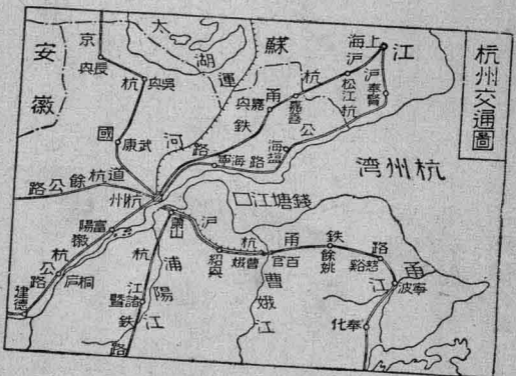 杭州交通圖
江
蘇
安徽
太湖
運河
上海
滬
松江
滬杭甬鐵路
嘉善
嘉興
奉賢
滬杭公路
海鹽
海寧
京杭國道
長興
吳興
武康
杭州
杭餘公路
杭州湾
錢塘江口
富陽
杭徽公路
桐戸
建德
蕭山
滬杭甬鐵路
紹興
曹娥
百官
餘姚
慈谿
寧波
甬江
奉化
曹娥江
浦陽江
杭江鐵路
諸暨